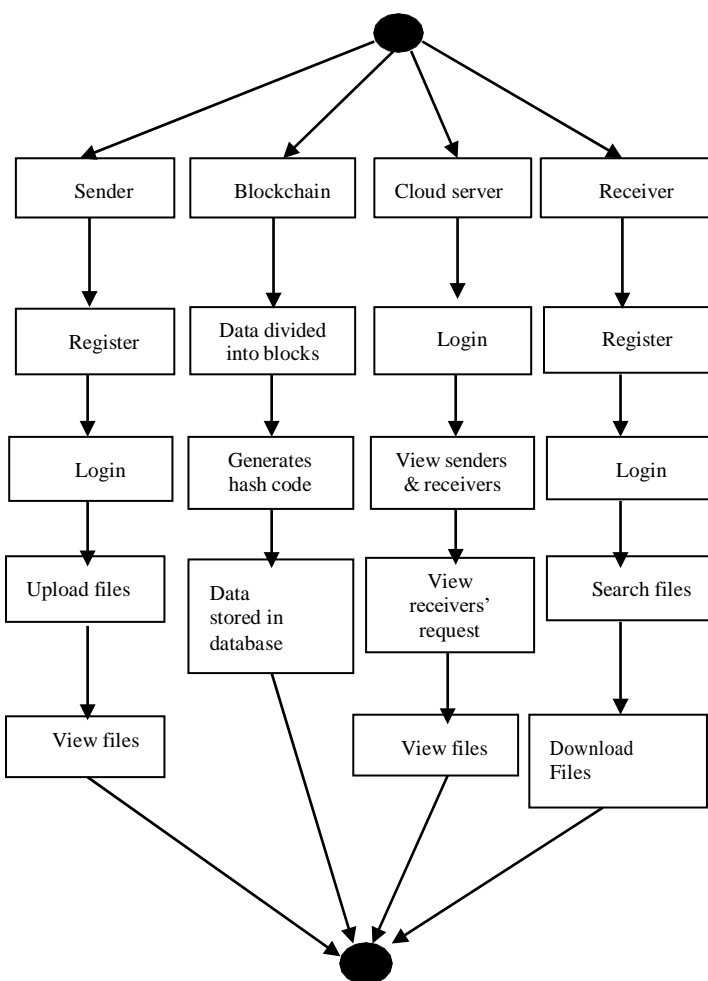 Sender
Blockchain
Cloud server
Receiver
Register
Data divided
into blocks
Login
Register
Login
Generates
hash code
View senders
& receivers
Login
Upload files
Data
stored in
database
View
receivers’
request
Search files
View files
View files
Download
Files